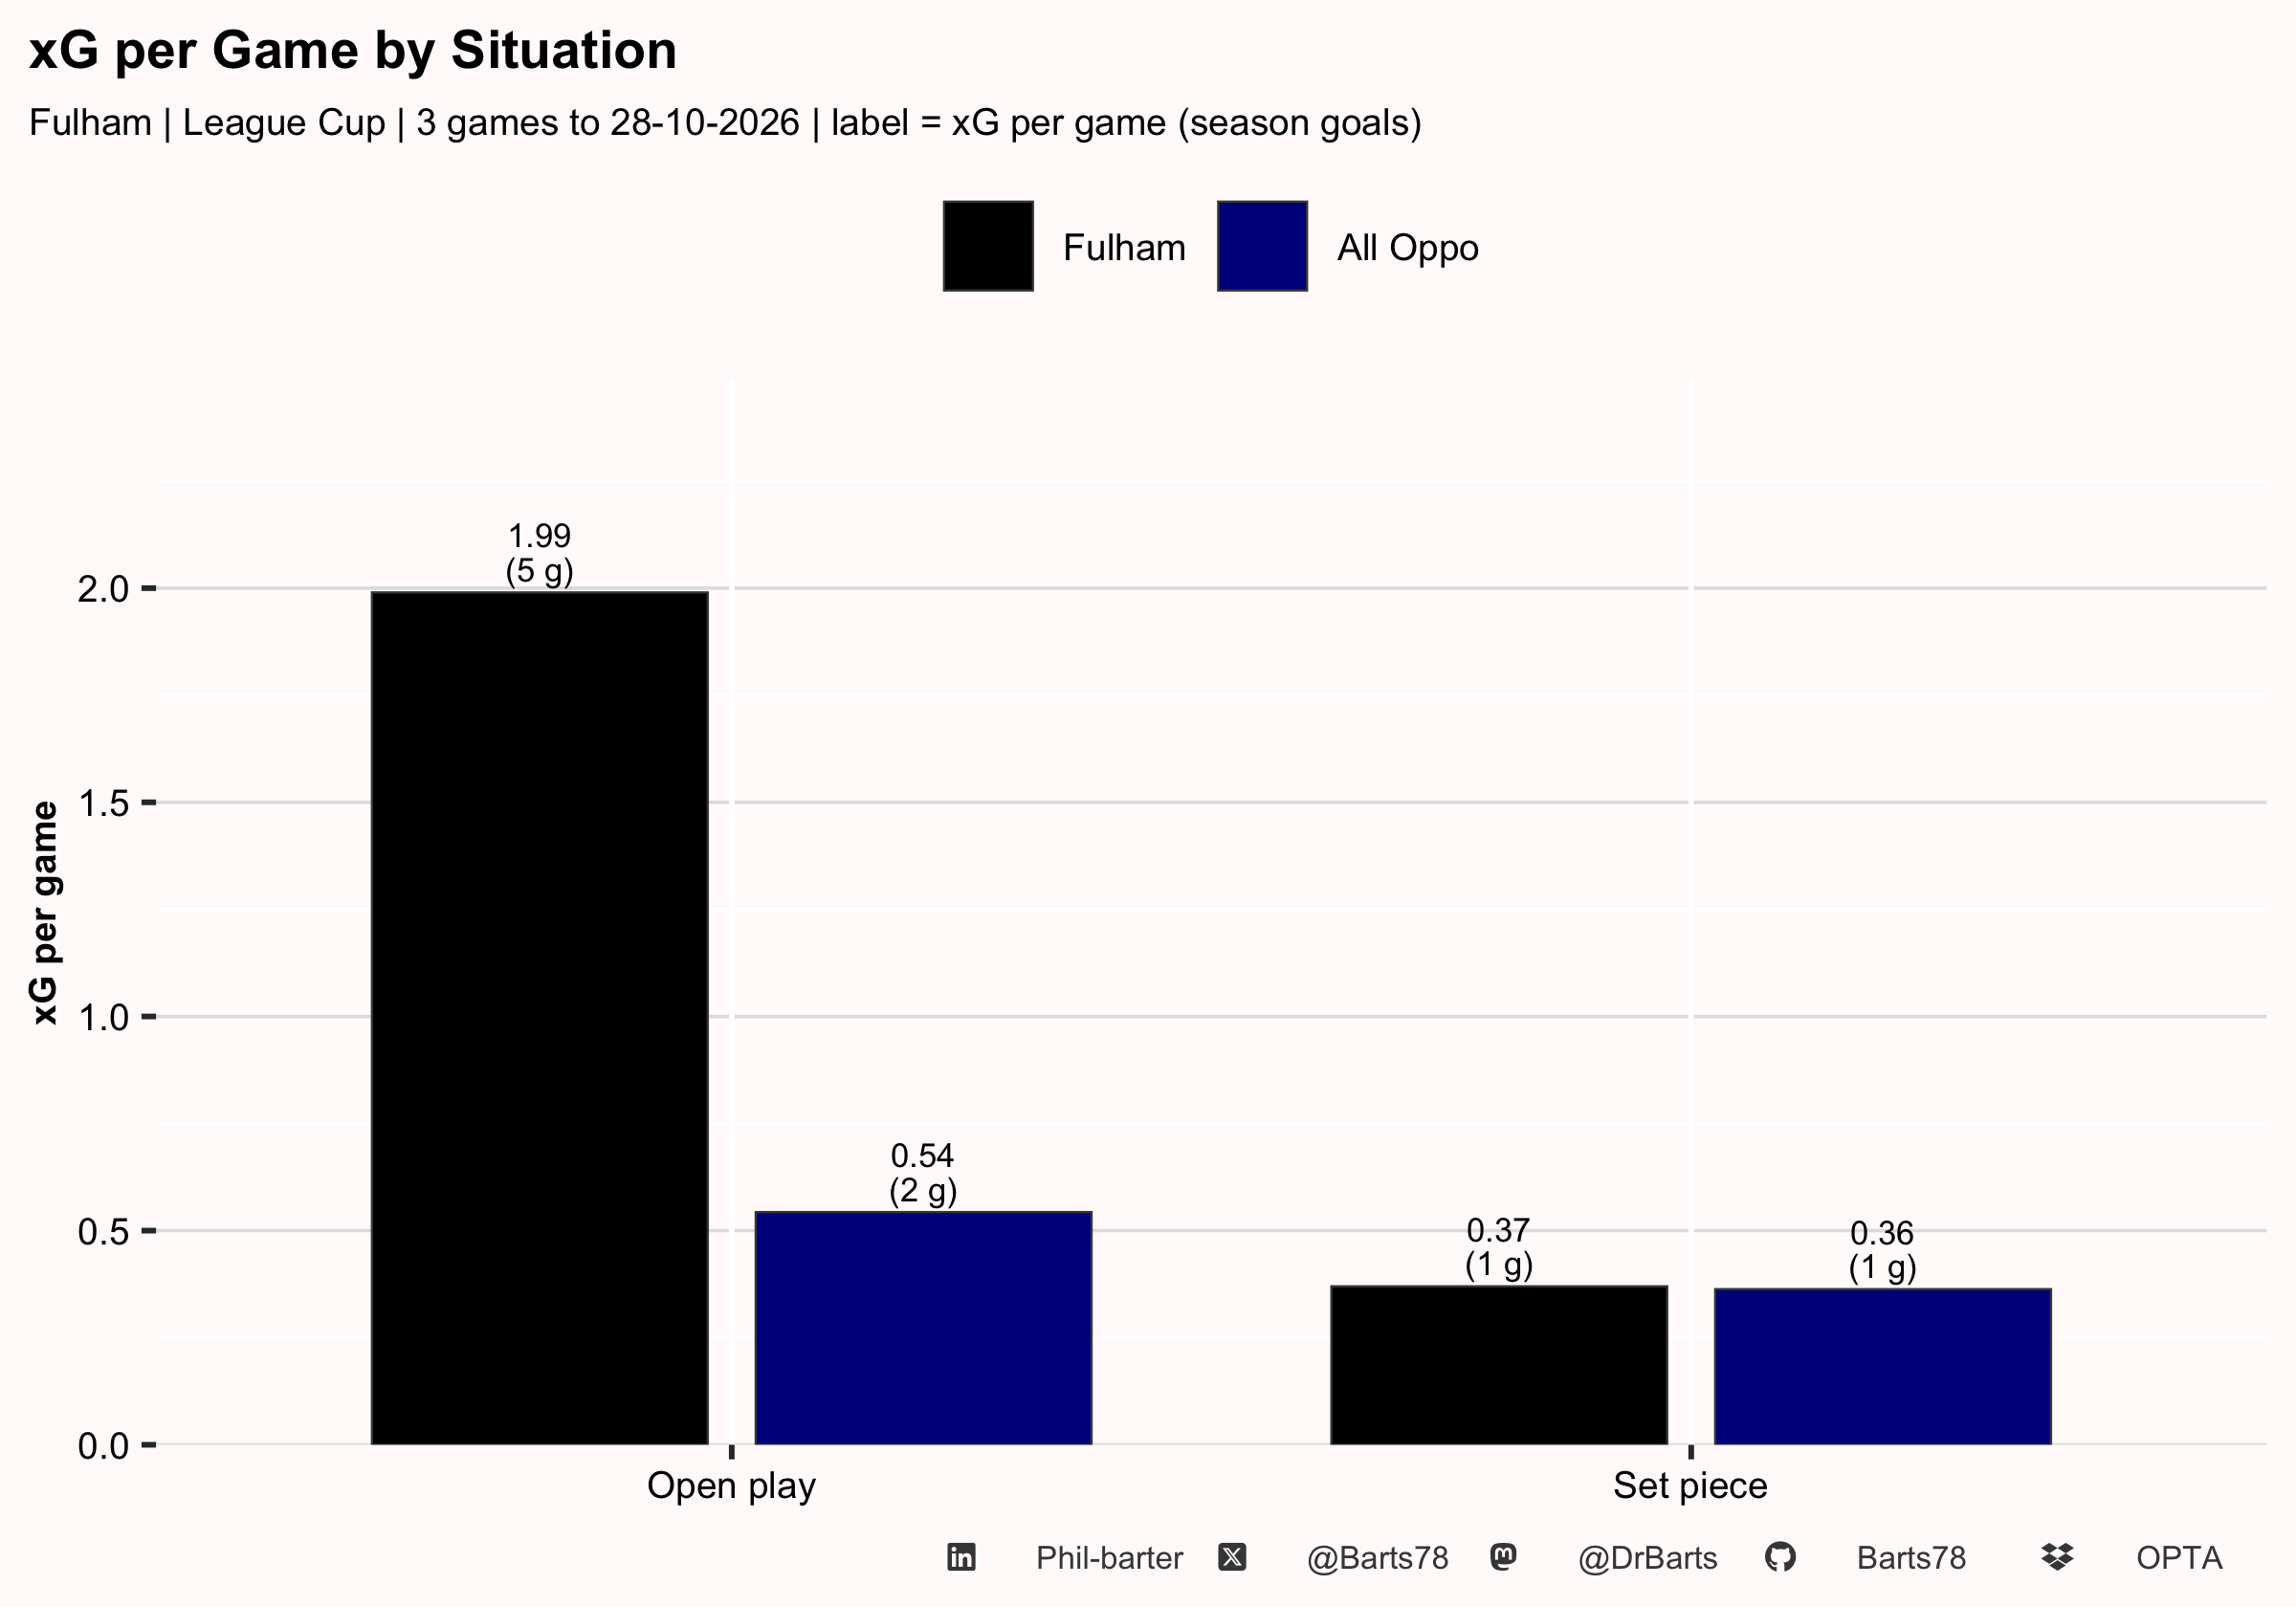 xG per Game by Situation
Fulham | League Cup | 3 games to 28-10-2026 | label = xG per game (season goals)
Fulham
All Oppo
xG per game
2.0
1.5
1.0
0.5
0.0
1.99
(5 g)
0.54
(2 g)
0.37
(1 g)
0.36
(1 g)
Open play
Set piece
Phil-barter @Barts78 @DrBarts Barts78 OPTA